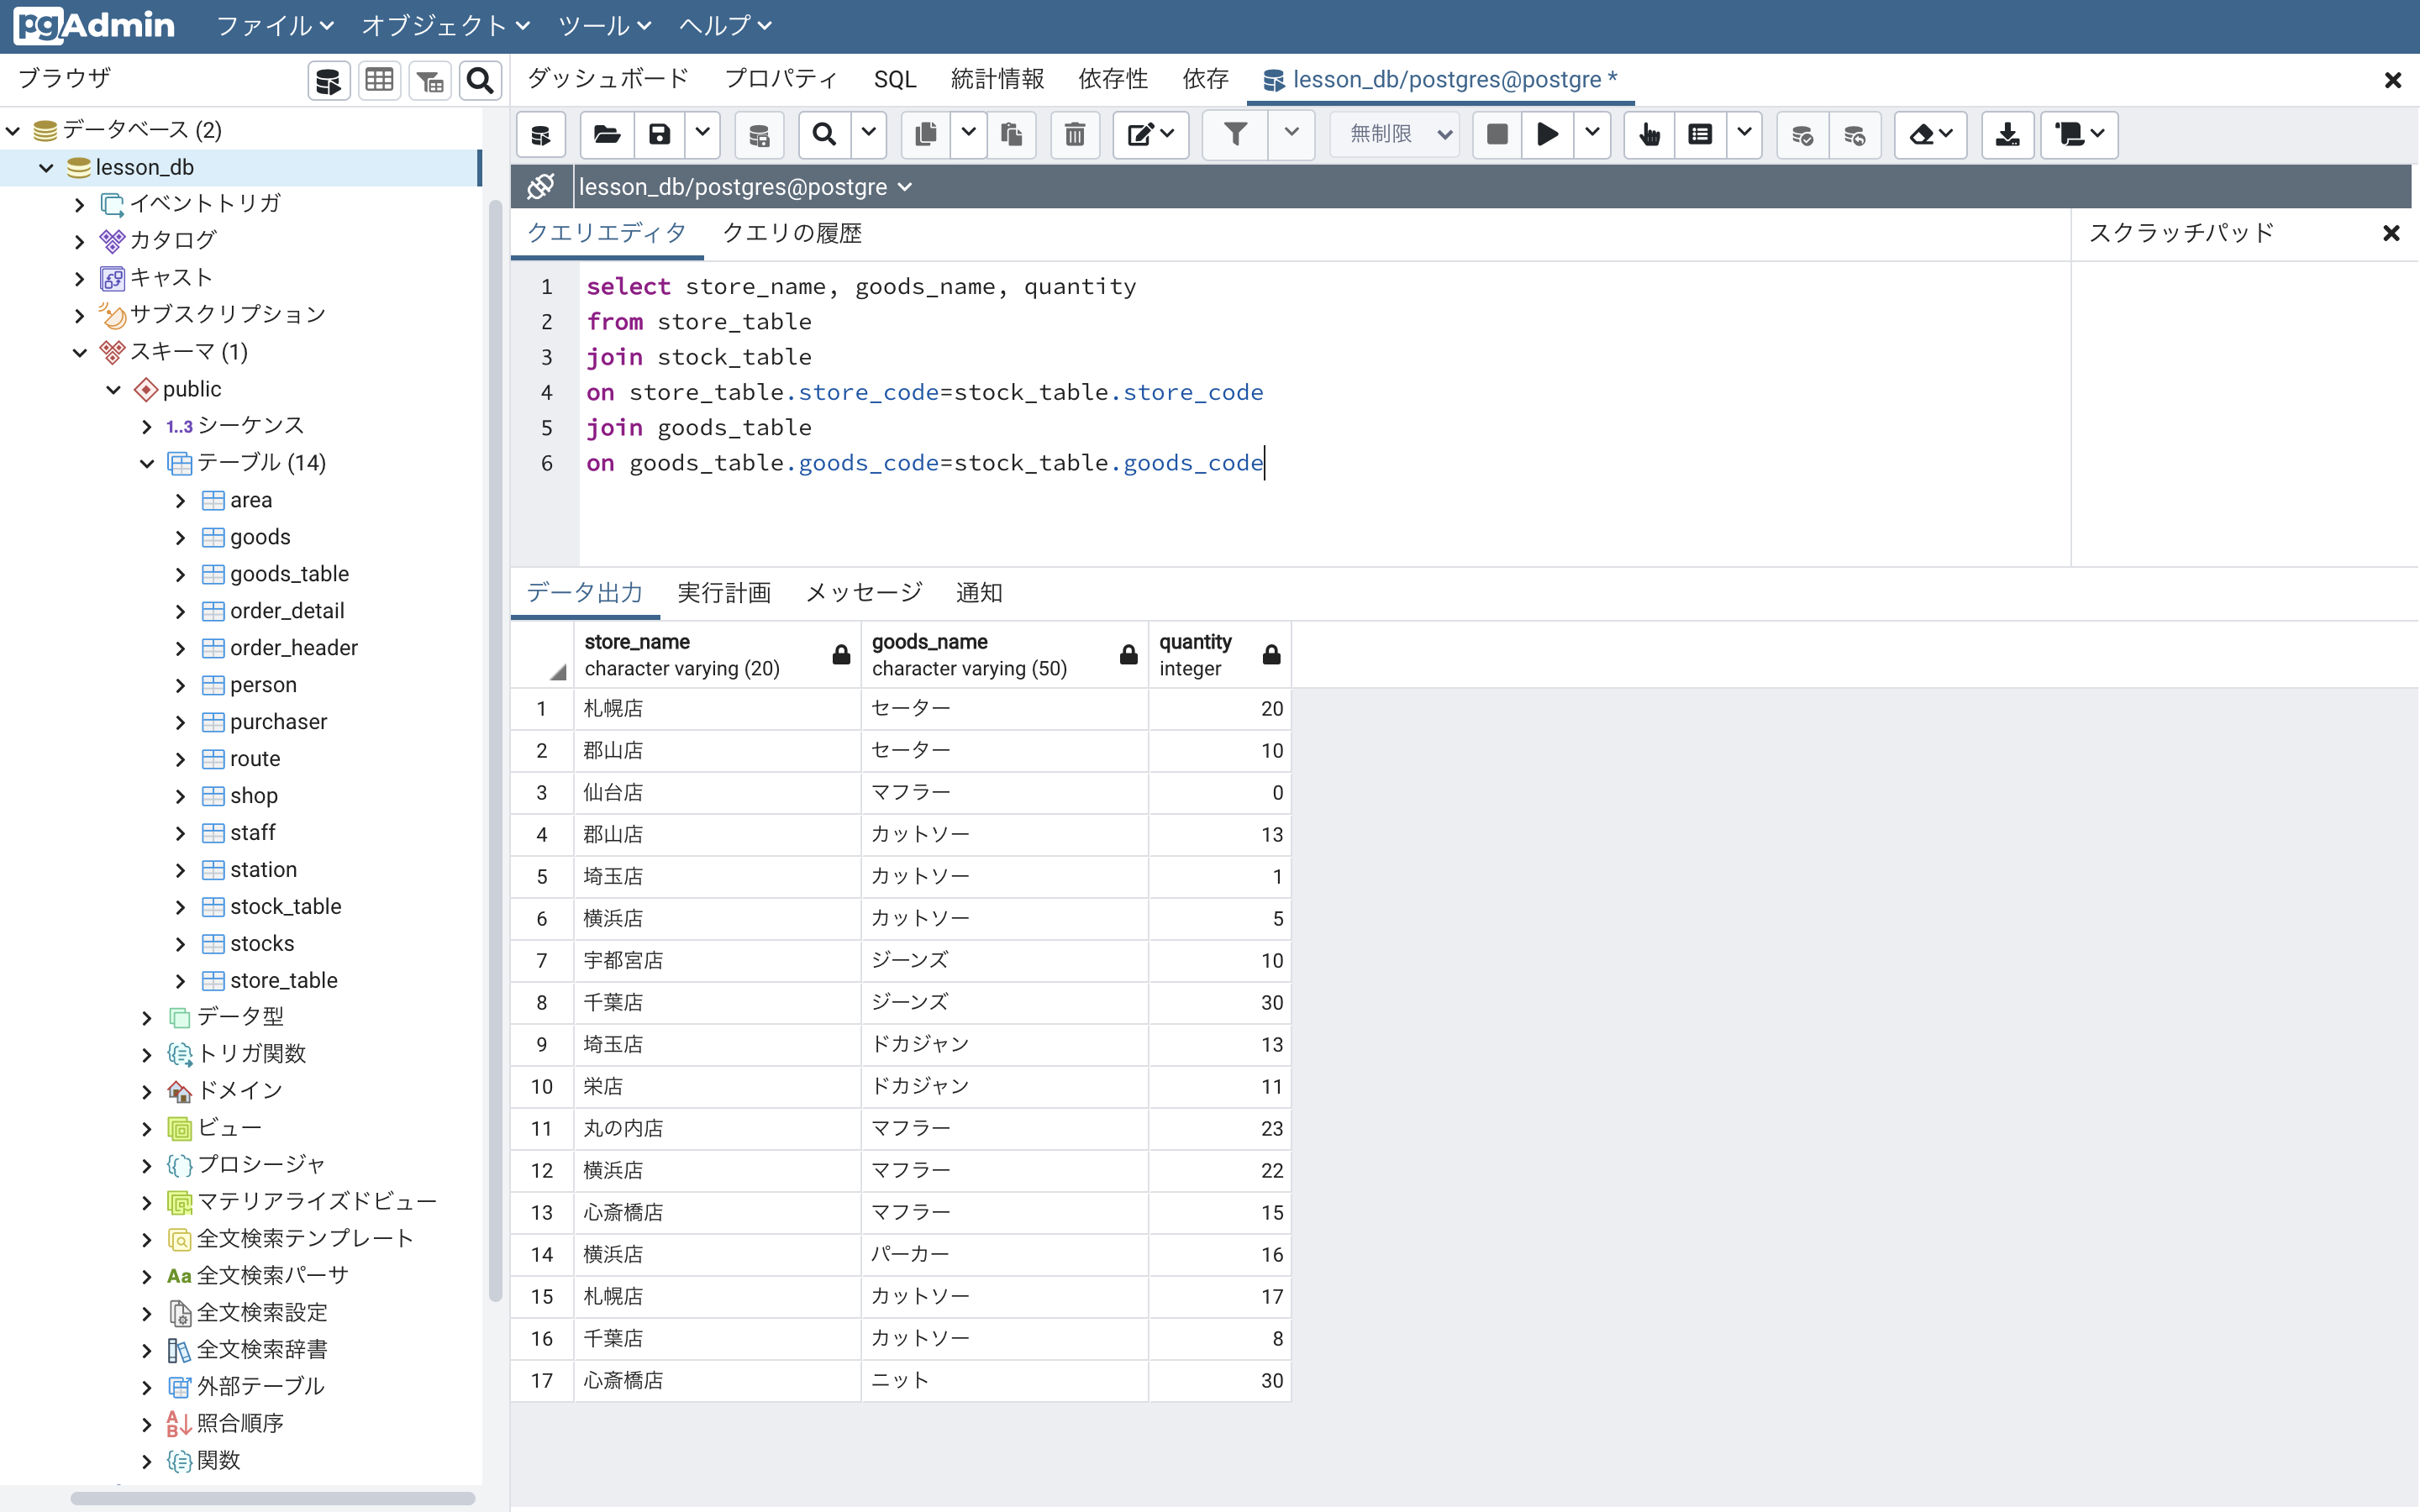 pgAdmin ファイル オブジェクト ツール ヘルプ
ブラウザ
ダッシュボード プロパティ SQL 統計情報 依存性 依存 lesson_db/postgres@postgre *
データベース (2)
lesson_db
イベントトリガ
カタログ
キャスト
サブスクリプション
スキーマ (1)
public
1..3 シーケンス
テーブル (14)
area
goods
goods_table
order_detail
order_header
person
purchaser
route
shop
staff
station
stock_table
stocks
store_table
データ型
トリガ関数
ドメイン
ビュー
プロシージャ
マテリアライズドビュー
全文検索テンプレート
Aa 全文検索パーサ
全文検索設定
全文検索辞書
外部テーブル
照合順序
関数
無制限
lesson_db/postgres@postgre
クエリエディタ クエリの履歴
スクラッチパッド
1 select store_name, goods_name, quantity
2 from store_table
3 join stock_table
4 on store_table.store_code=stock_table.store_code
5 join goods_table
6 on goods_table.goods_code=stock_table.goods_code
データ出力 実行計画 メッセージ 通知
store_name goods_name quantity
character varying (20) character varying (50) integer
1 札幌店 セーター 20
2 郡山店 セーター 10
3 仙台店 マフラー 0
4 郡山店 カットソー 13
5 埼玉店 カットソー 1
6 横浜店 カットソー 5
7 宇都宮店 ジーンズ 10
8 千葉店 ジーンズ 30
9 埼玉店 ドカジャン 13
10 栄店 ドカジャン 11
11 丸の内店 マフラー 23
12 横浜店 マフラー 22
13 心斎橋店 マフラー 15
14 横浜店 パーカー 16
15 札幌店 カットソー 17
16 千葉店 カットソー 8
17 心斎橋店 ニット 30